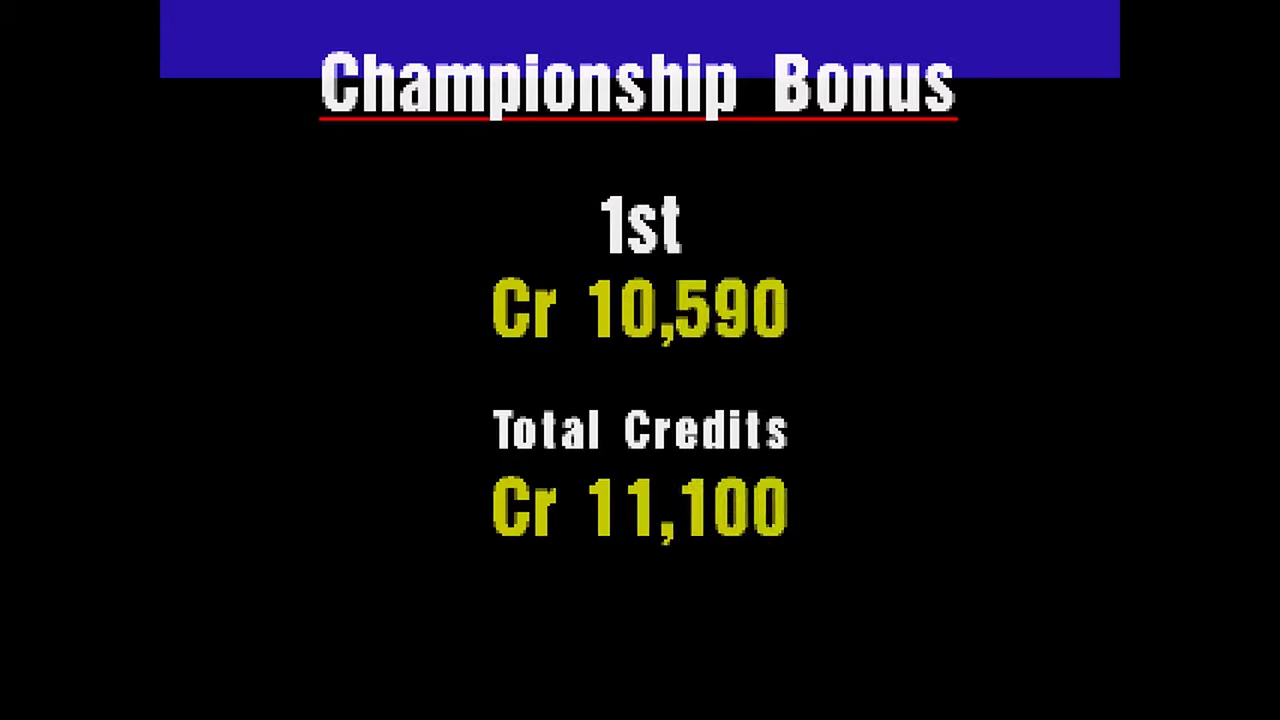 Championship Bonus
1st
Cr 10,590
Total Credits
Cr 11,100